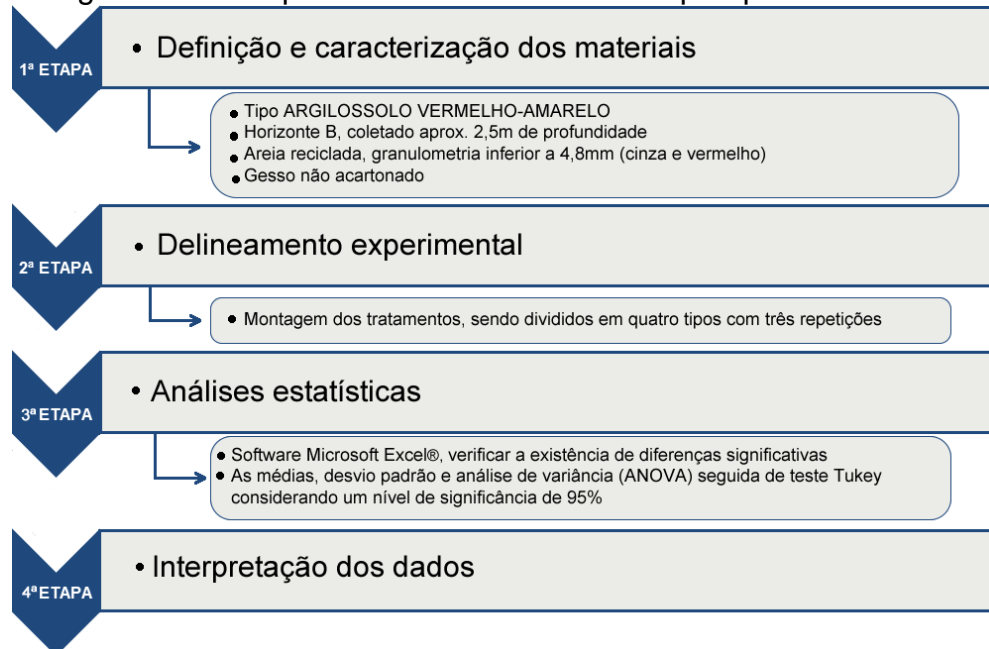 1ª ETAPA
• Definição e caracterização dos materiais
• Tipo ARGILOSSOLO VERMELHO-AMARELO
• Horizonte B, coletado aprox. 2,5m de profundidade
• Areia reciclada, granulometria inferior a 4,8mm (cinza e vermelho)
• Gesso não acartonado
2ª ETAPA
• Delineamento experimental
• Montagem dos tratamentos, sendo divididos em quatro tipos com três repetições
3ª ETAPA
• Análises estatísticas
• Software Microsoft Excel®, verificar a existência de diferenças significativas
• As médias, desvio padrão e análise de variância (ANOVA) seguida de teste Tukey
considerando um nível de significância de 95%
4ª ETAPA
• Interpretação dos dados